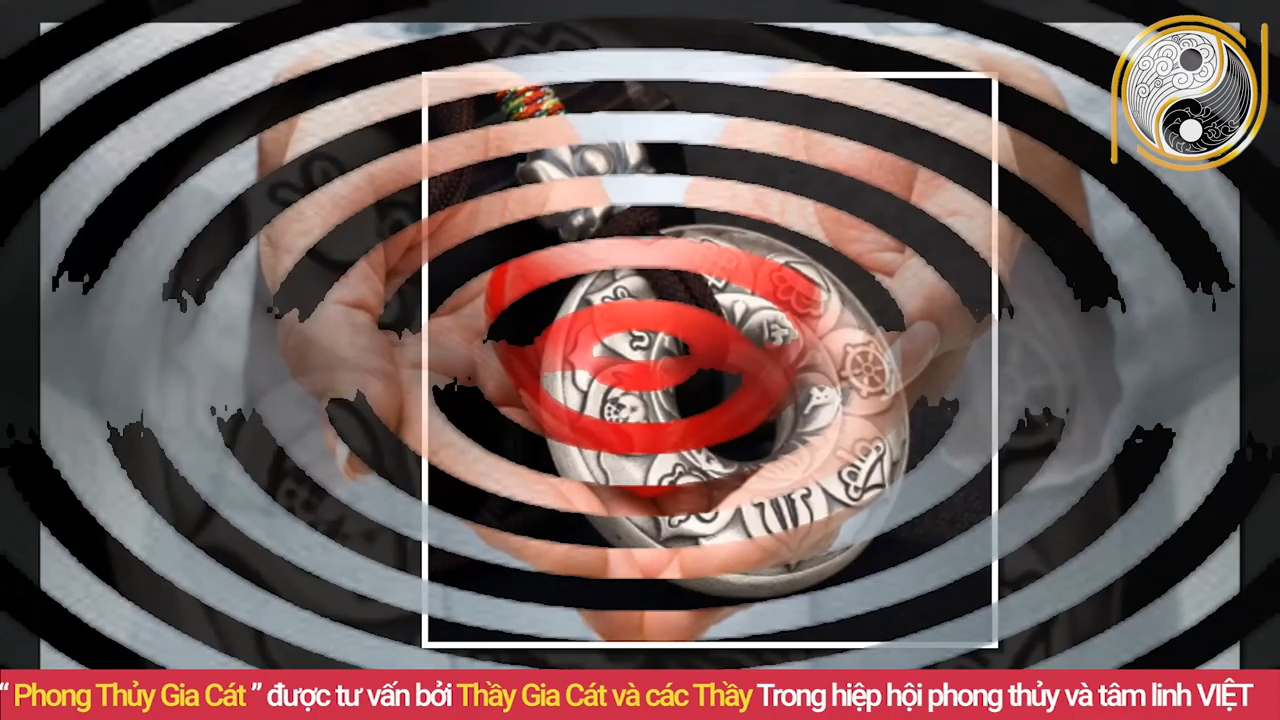 “ Phong Thủy Gia Cát ” được tư vấn bởi Thầy Gia Cát và các Thầy Trong hiệp hội phong thủy và tâm linh VIỆT